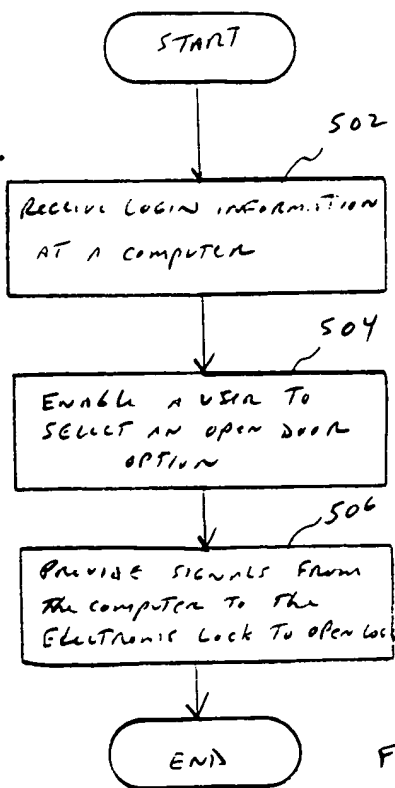 START
502
RECEIVE LOGIN INFORMATION
AT A COMPUTER
504
ENABLE A USER TO
SELECT AN OPEN DOOR
OPTION
506
PROVIDE SIGNALS FROM
the COMPUTER TO THE
ELECTRONIC LOCK TO OPEN LOCK
END
F